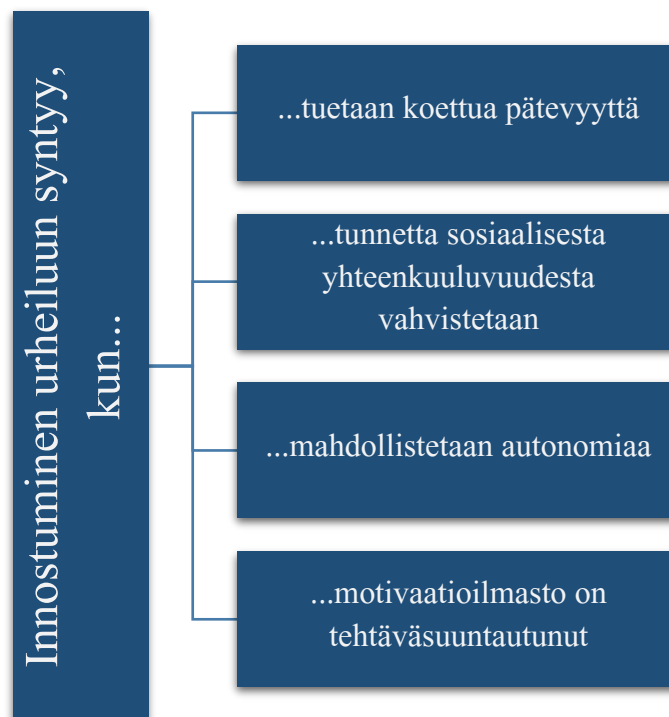 Innostuminen urheiluun syntyy,
kun...
...tuetaan koettua pätevyyttä
...tunnetta sosiaalisesta
yhteenkuuluvuudesta
vahvistetaan
...mahdollistetaan autonomiaa
...motivaatioilmasto on
tehtäväsuuntautunut